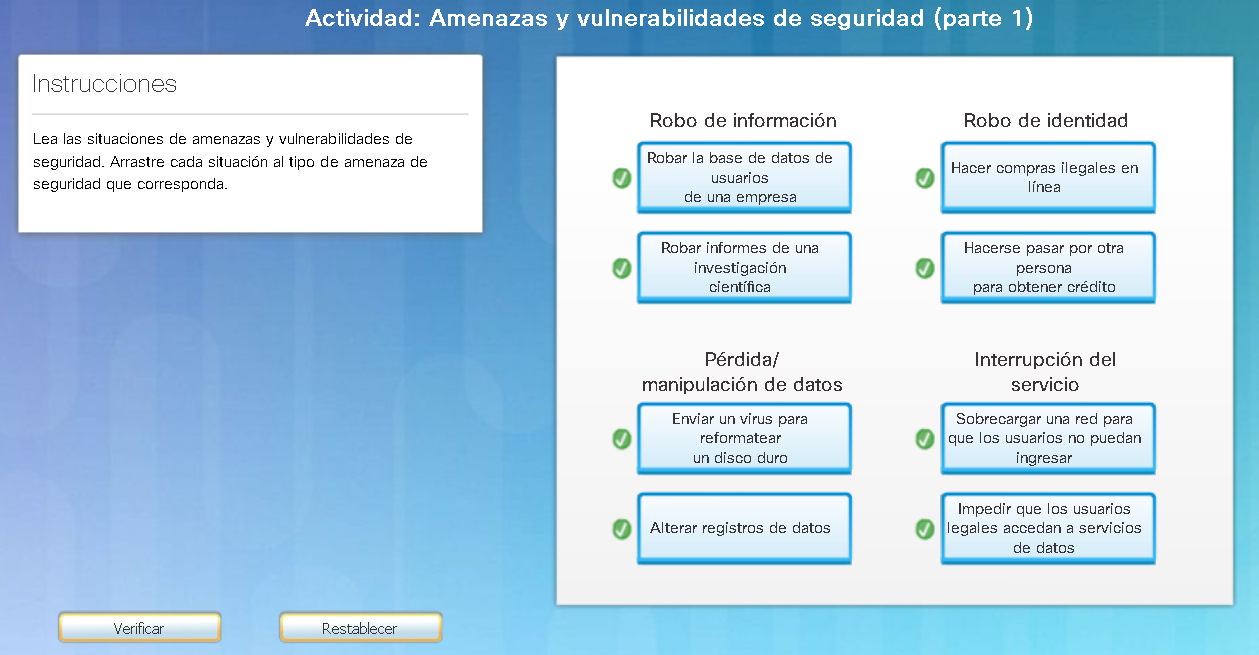 Actividad: Amenazas y vulnerabilidades de seguridad (parte 1)
Instrucciones
Lea las situaciones de amenazas y vulnerabilidades de
seguridad. Arrastre cada situación al tipo de amenaza de
seguridad que corresponda.
Robo de información
Robar la base de datos de
usuarios
de una empresa
Robar informes de una
investigación
científica
Robo de identidad
Hacer compras ilegales en
línea
Hacerse pasar por otra
persona
para obtener crédito
Pérdida/
manipulación de datos
Enviar un virus para
reformatear
un disco duro
Alterar registros de datos
Interrupción del
servicio
Sobrecargar una red para
que los usuarios no puedan
ingresar
Impedir que los usuarios
legales accedan a servicios
de datos
Verificar
Restablecer